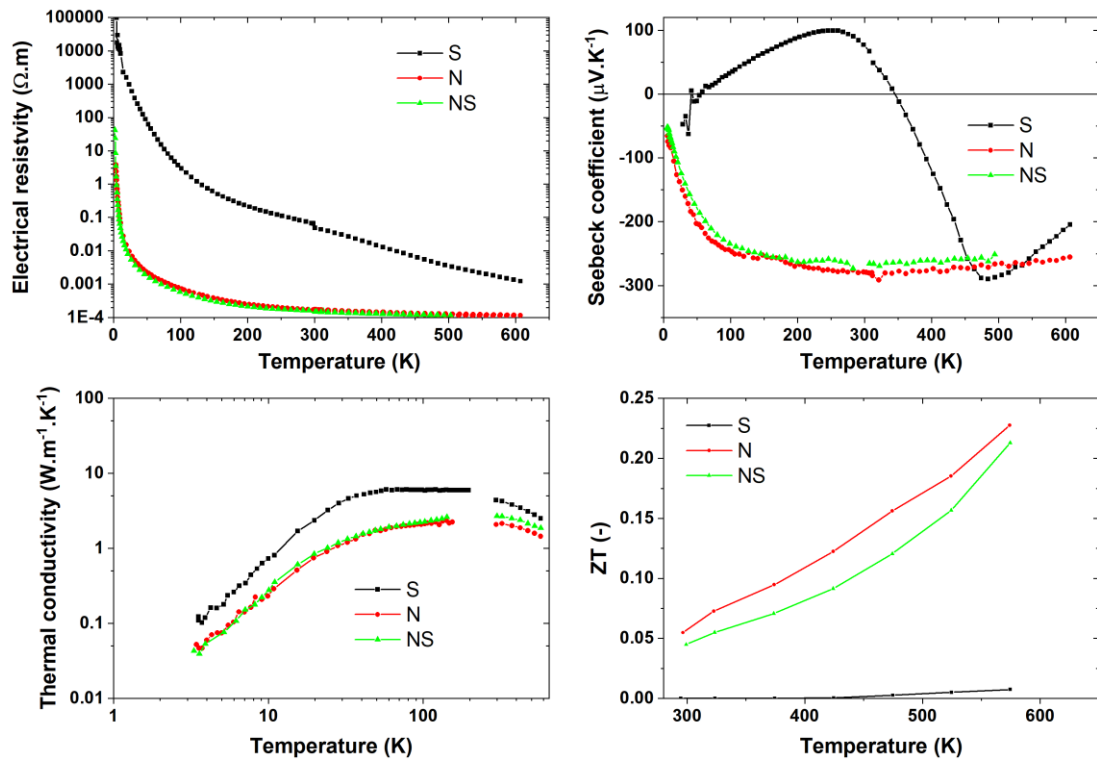 100000
10000
1000
100
10
1
0.1
0.01
0.001
1E-4
Electrical resistvity (Ω.m)
S
N
NS
0 100 200 300 400 500 600
Temperature (K)
100
0
-100
-200
-300
Seebeck coefficient (μV.K⁻¹)
S
N
NS
0 100 200 300 400 500 600
Temperature (K)
100
10
1
0.1
0.01
Thermal conductivity (W.m⁻¹.K⁻¹)
S
N
NS
1 10 100
Temperature (K)
0.25
0.20
0.15
0.10
0.05
0.00
ZT (-)
S
N
NS
300 400 500 600
Temperature (K)